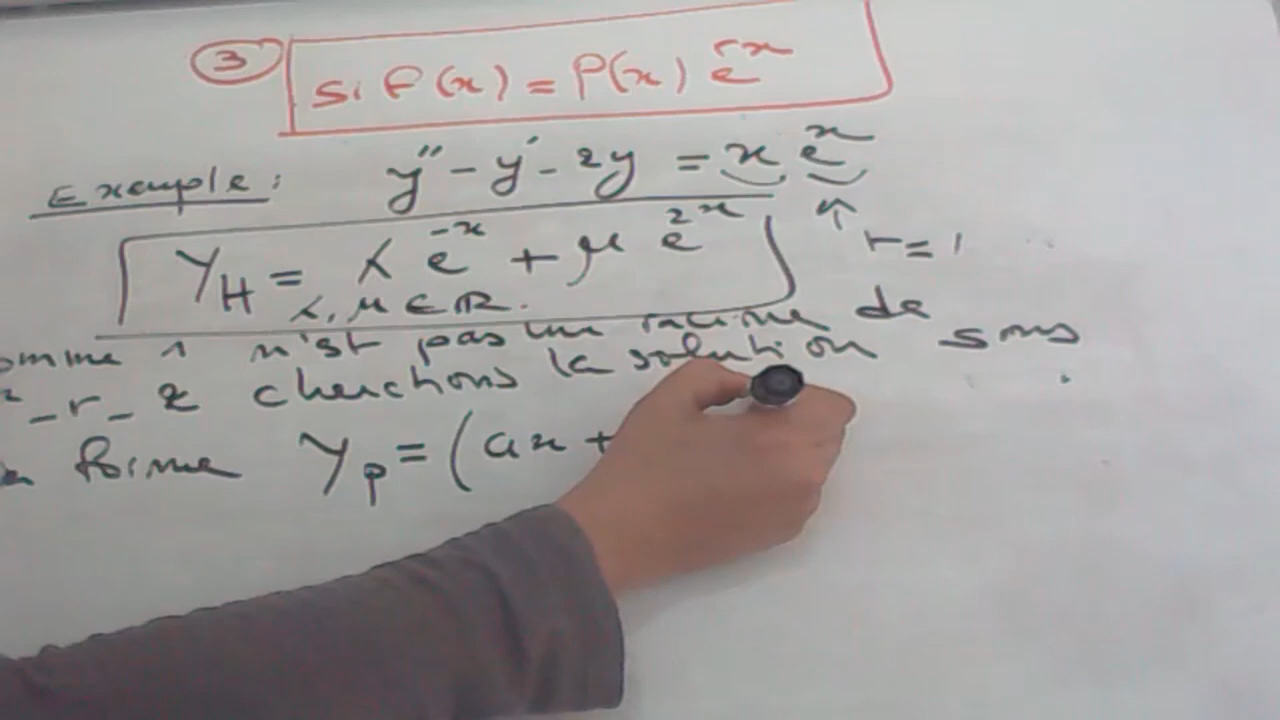 3 si f(x) = P(x) e^{rx}
Exemple: y'' - y' - 2y = x e^x
Y_H = λ e^{-x} + μ e^{2x} r = 1
λ, μ ∈ ℝ.
omme 1 n'est pas une racine de
² - r - 2 cherchons la solution sous
a forme Y_P = (ax +